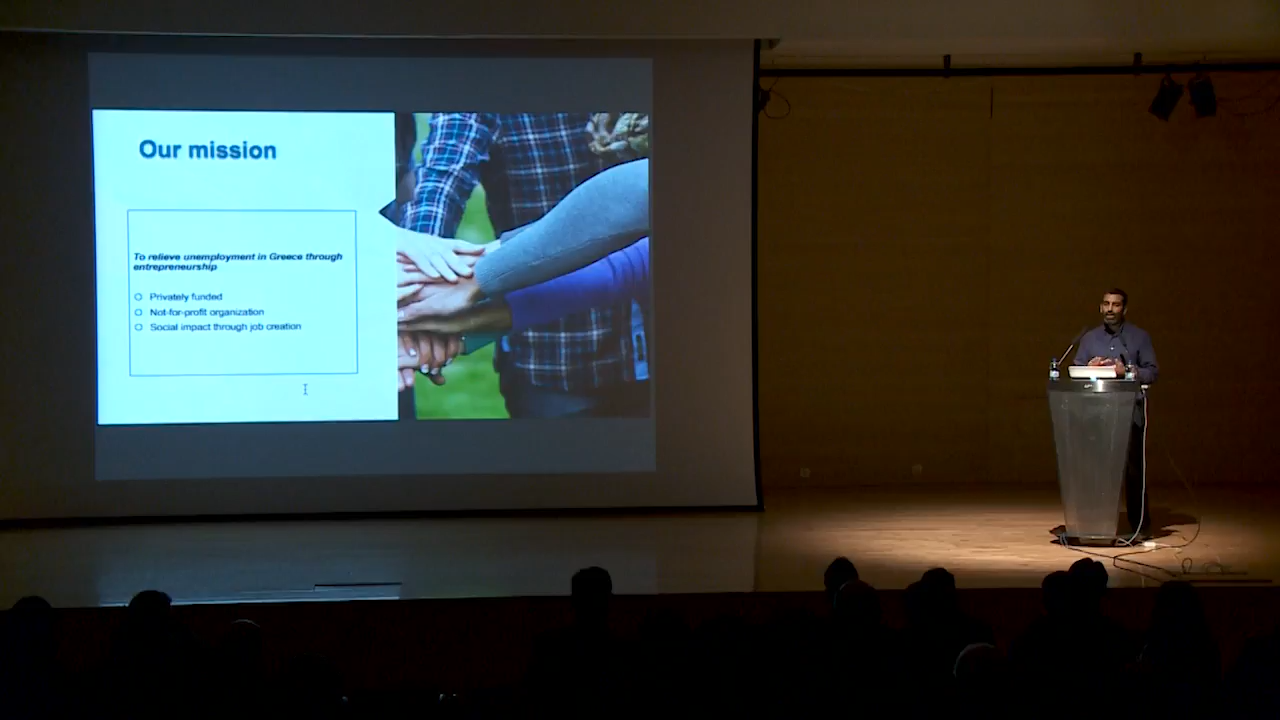 Our mission
To relieve unemployment in Greece through
entrepreneurship
Privately funded
Not-for-profit organization
Social impact through job creation